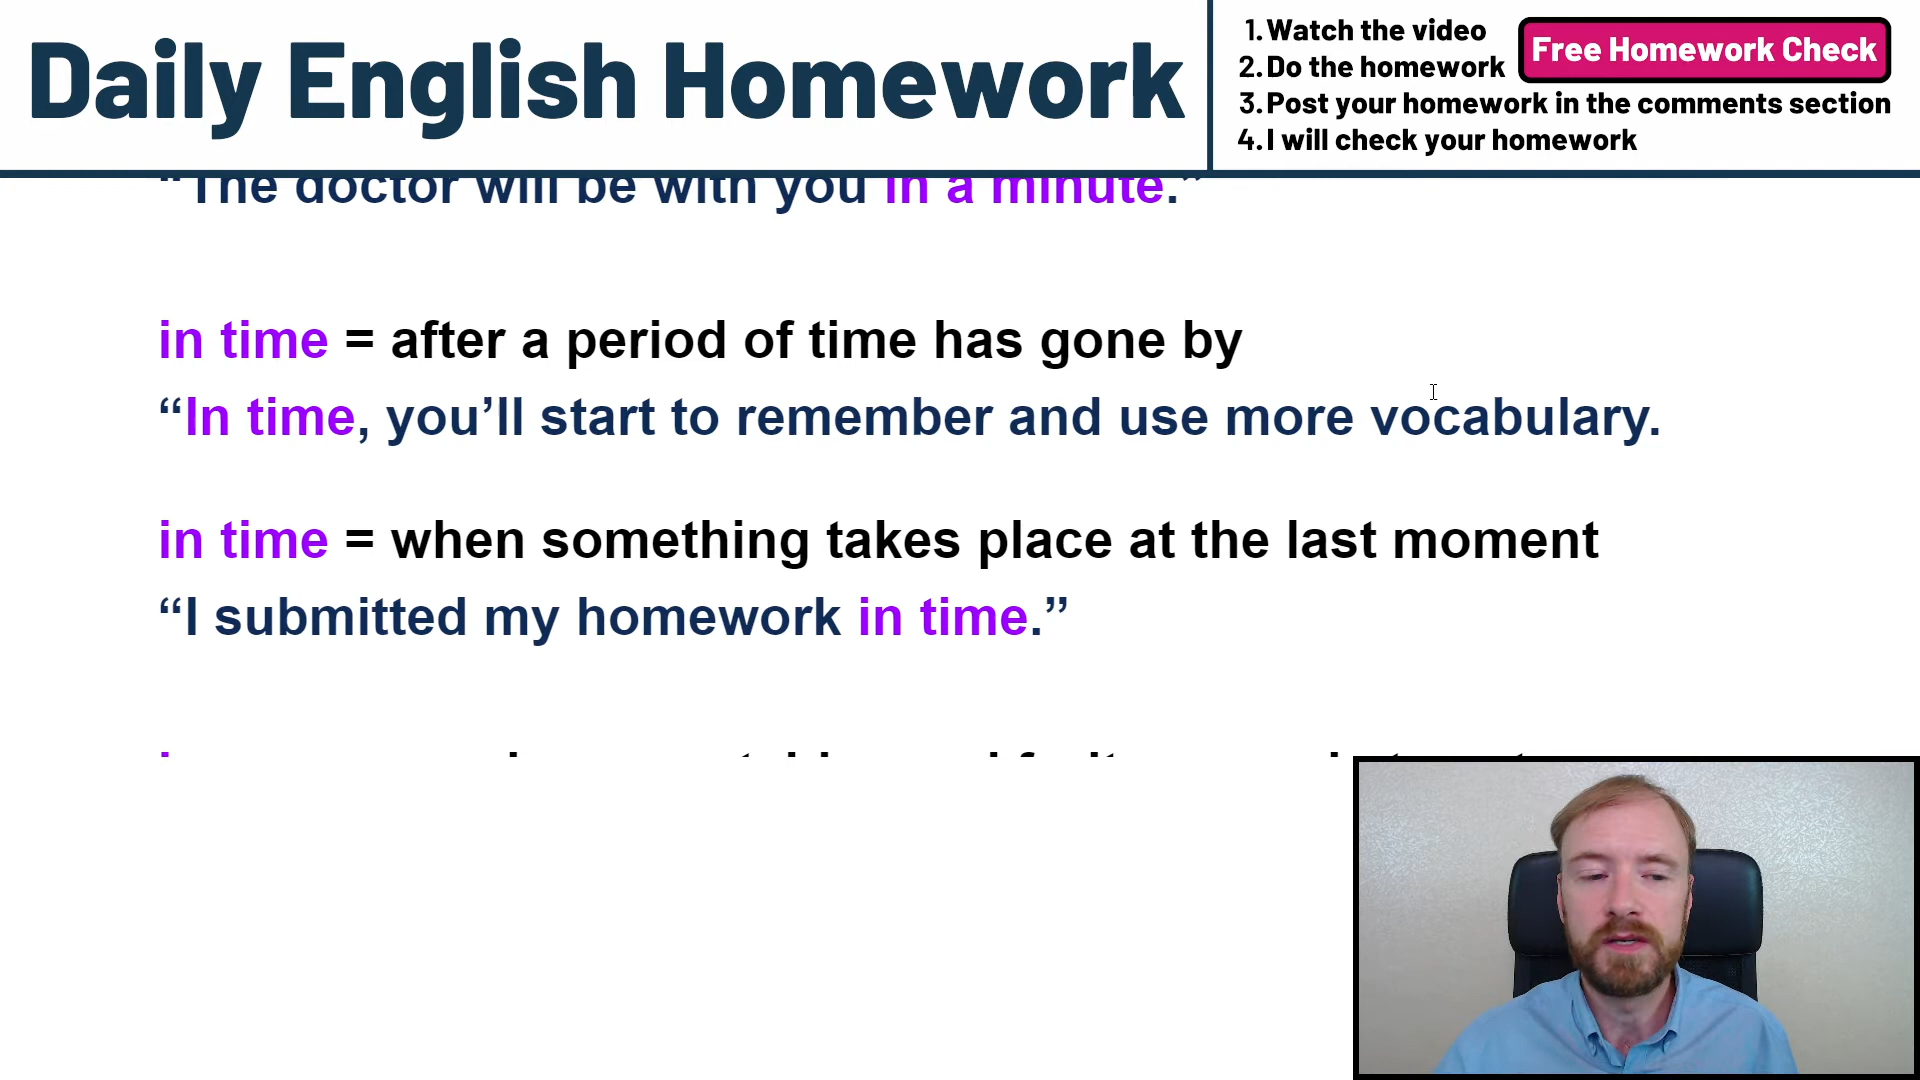 Daily English Homework
1. Watch the video
2. Do the homework
Free Homework Check
3. Post your homework in the comments section
4. I will check your homework
“The doctor will be with you in a minute.”
in time = after a period of time has gone by
“In time, you’ll start to remember and use more vocabulary.
in time = when something takes place at the last moment
“I submitted my homework in time.”